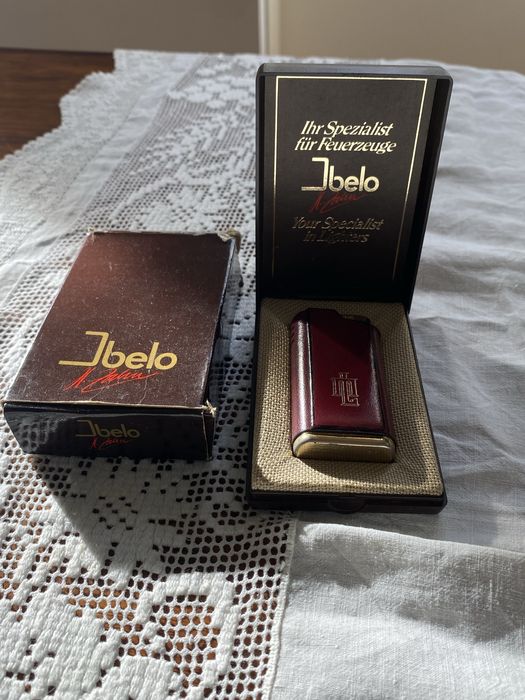 Ibelo
Ibelo
Ihr Spezialist
für Feuerzeuge
Ibelo
Your Specialist
in Lighters